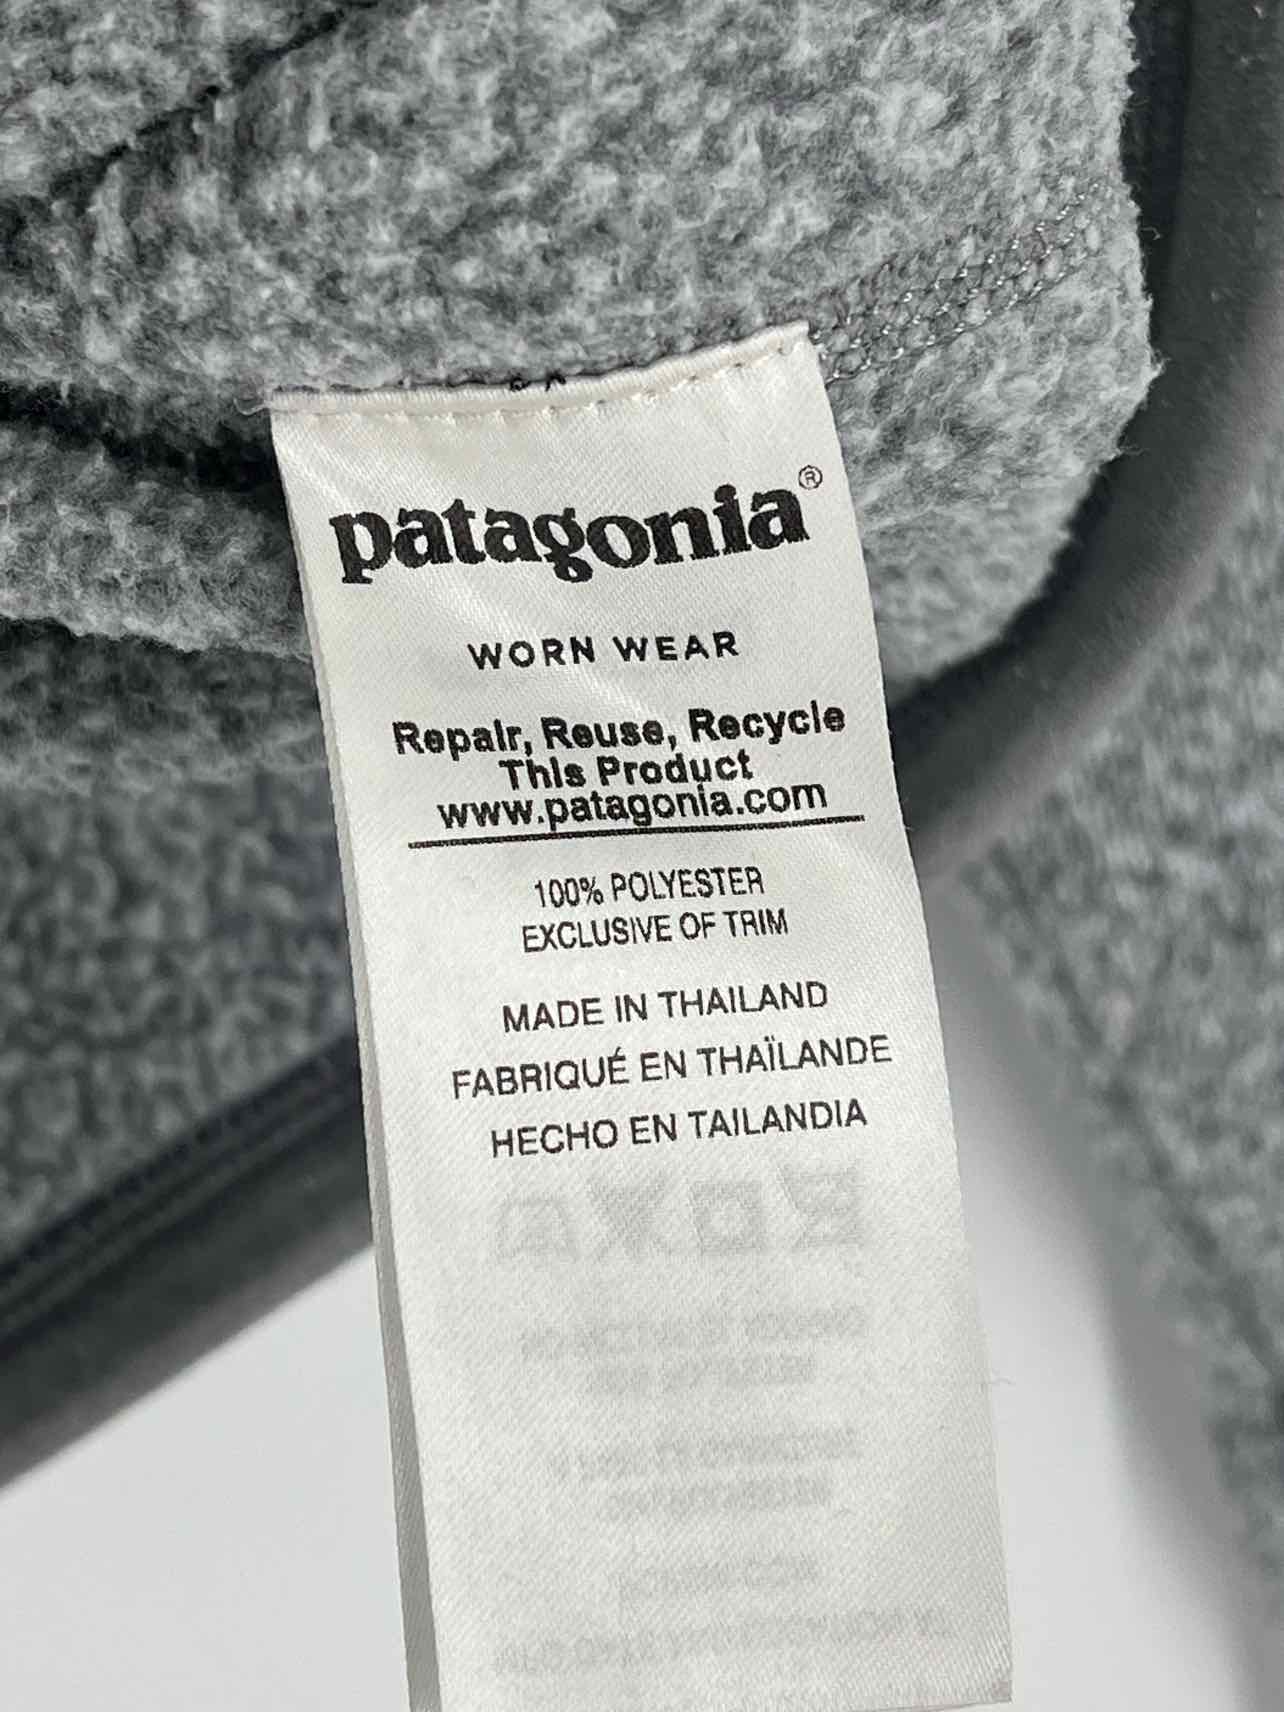 patagonia®
WORN WEAR
Repair, Reuse, Recycle
This Product
www.patagonia.com
100% POLYESTER
EXCLUSIVE OF TRIM
MADE IN THAILAND
FABRIQUÉ EN THAÏLANDE
HECHO EN TAILANDIA